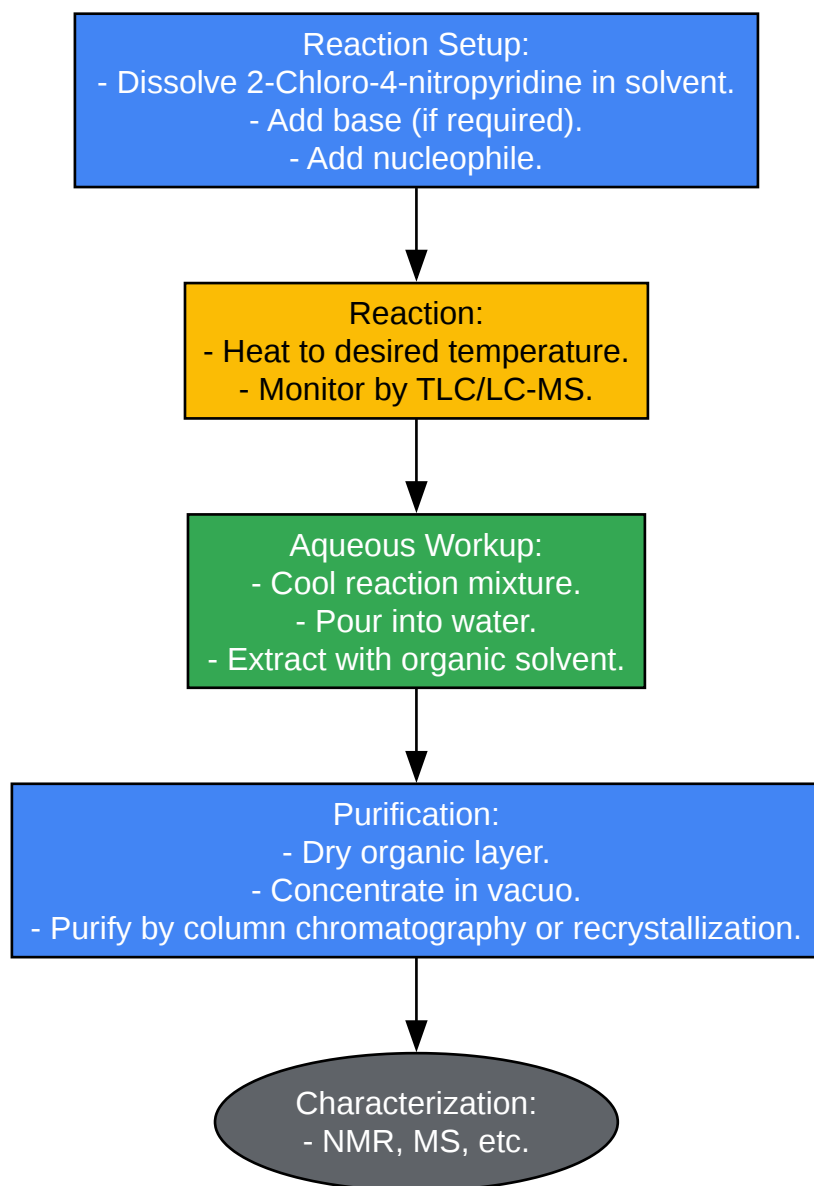 Reaction Setup:
- Dissolve 2-Chloro-4-nitropyridine in solvent.
- Add base (if required).
- Add nucleophile.
Reaction:
- Heat to desired temperature.
- Monitor by TLC/LC-MS.
Aqueous Workup:
- Cool reaction mixture.
- Pour into water.
- Extract with organic solvent.
Purification:
- Dry organic layer.
- Concentrate in vacuo.
- Purify by column chromatography or recrystallization.
Characterization:
- NMR, MS, etc.